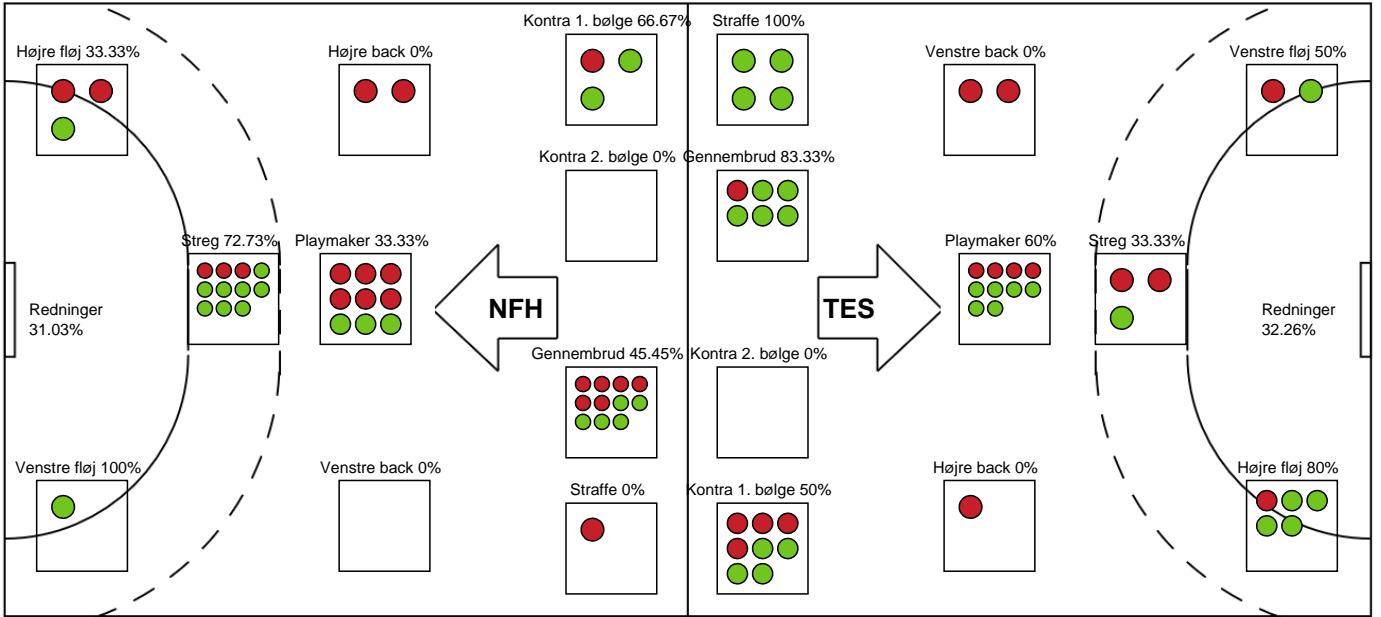 Kontra 1. bølge 66.67%
Straffe 100%
Højre fløj 33.33%
Højre back 0%
Venstre back 0%
Venstre fløj 50%
Kontra 2. bølge 0%
Gennembrud 83.33%
Streg 72.73%
Playmaker 33.33%
Playmaker 60%
Streg 33.33%
Redninger
31.03%
NFH
TES
Redninger
32.26%
Gennembrud 45.45%
Kontra 2. bølge 0%
Venstre fløj 100%
Venstre back 0%
Højre back 0%
Højre fløj 80%
Straffe 0%
Kontra 1. bølge 50%